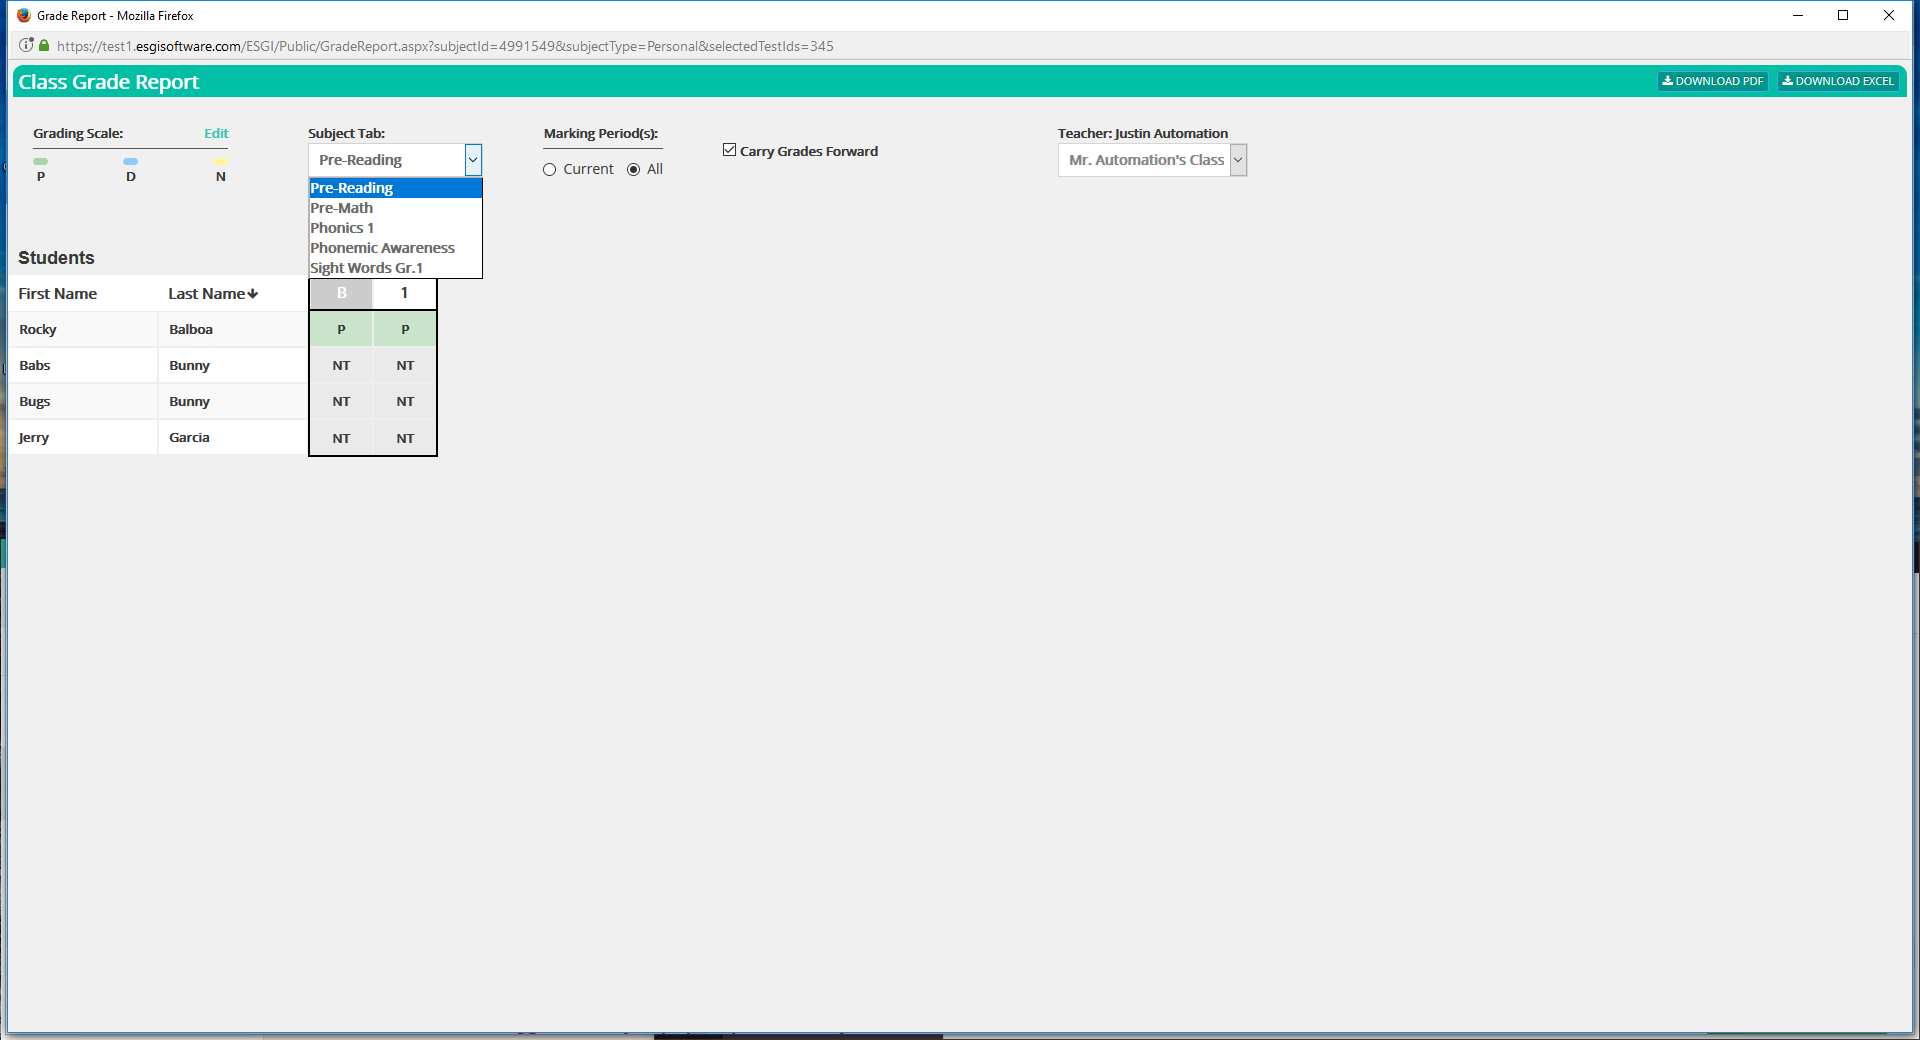 Grade Report - Mozilla Firefox
https://test1.esgisoftware.com/ESGI/Public/GradeReport.aspx?subjectId=4991549&subjectType=Personal&selectedTestIds=345
Class Grade Report
DOWNLOAD PDF
DOWNLOAD EXCEL
Grading Scale:
Edit
P D N
Subject Tab:
Pre-Reading
Pre-Reading
Pre-Math
Phonics 1
Phonemic Awareness
Sight Words Gr.1
Marking Period(s):
Current All
Carry Grades Forward
Teacher: Justin Automation
Mr. Automation's Class
Students
First Name Last Name B 1
Rocky Balboa P P
Babs Bunny NT NT
Bugs Bunny NT NT
Jerry Garcia NT NT